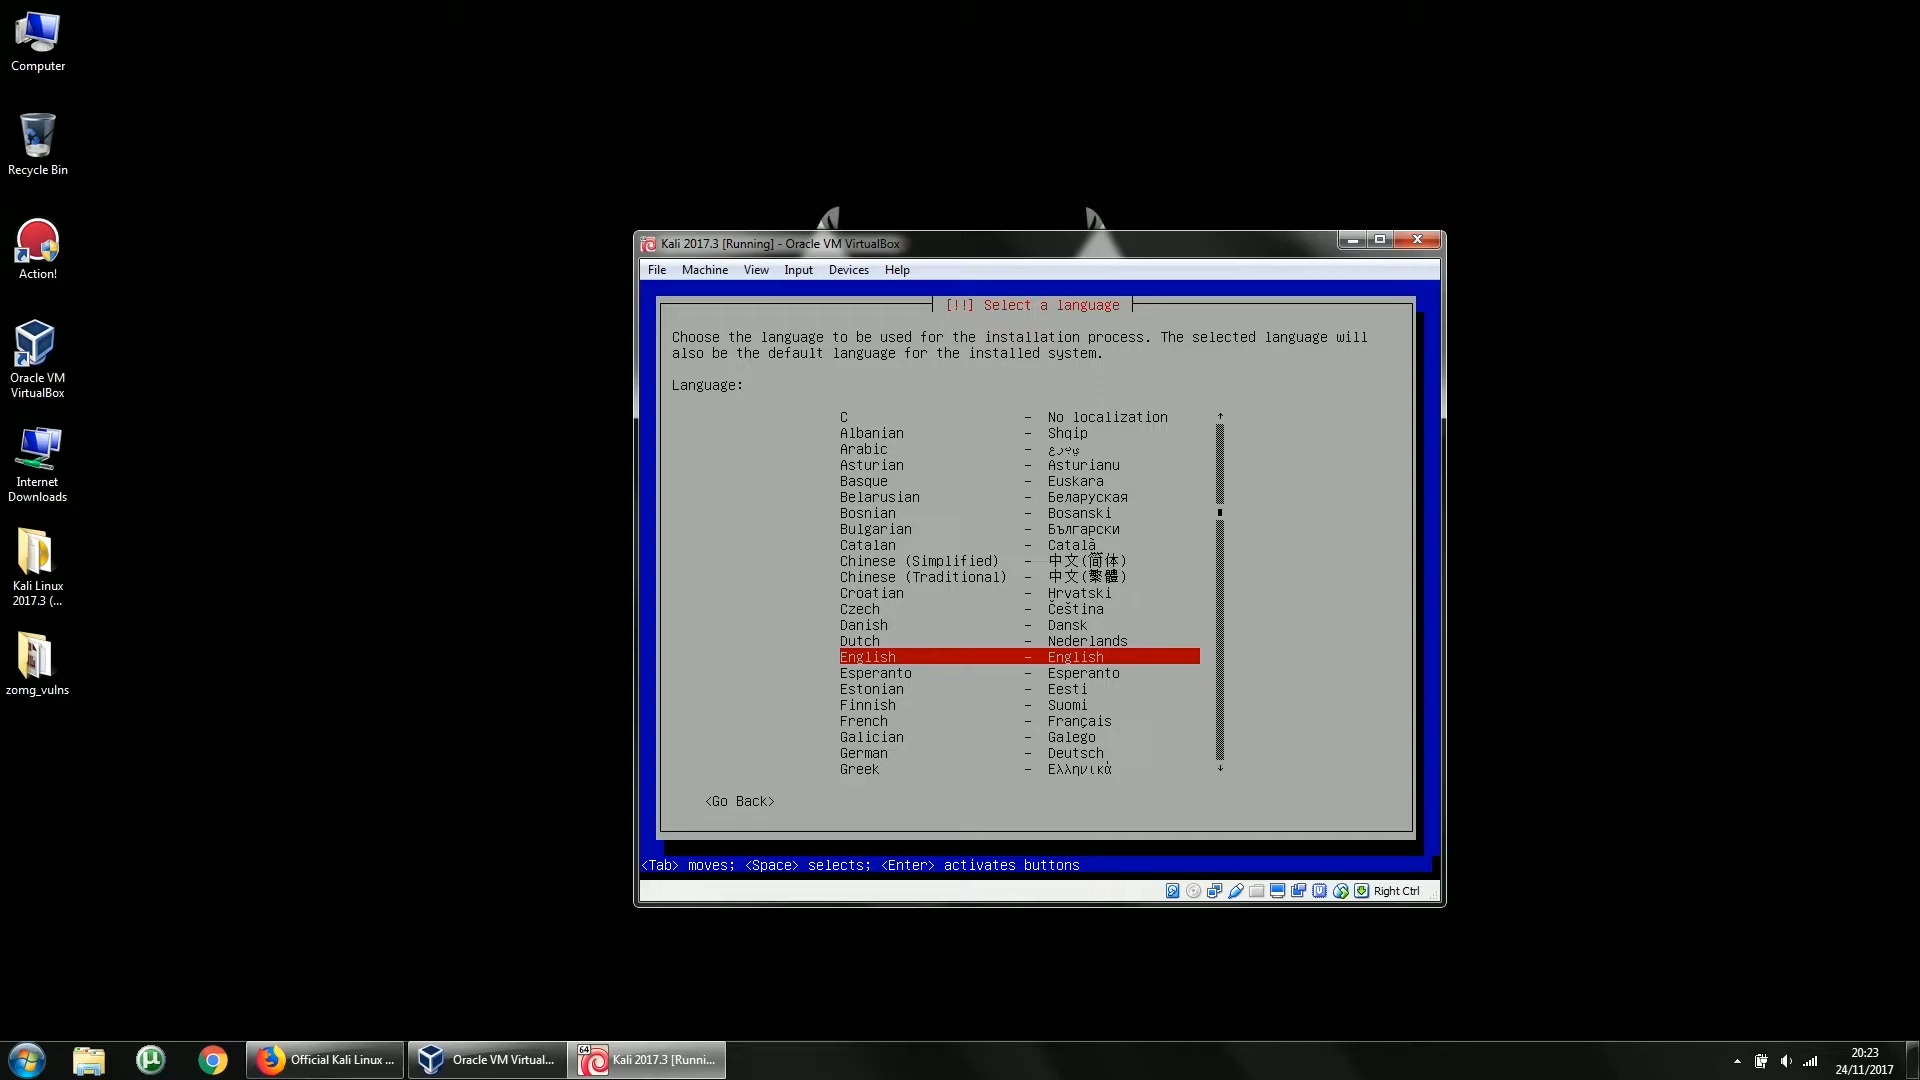 Computer
Recycle Bin
Action!
Oracle VM
VirtualBox
Internet
Downloads
Kali Linux
2017.3 (...
zomg_vulns
Kali 2017.3 [Running] - Oracle VM VirtualBox
File Machine View Input Devices Help
[!!] Select a language
Choose the language to be used for the installation process. The selected language will
also be the default language for the installed system.
Language:
C - No localization
Albanian - Shqip
Arabic - عربي
Asturian - Asturianu
Basque - Euskara
Belarusian - Беларуская
Bosnian - Bosanski
Bulgarian - Български
Catalan - Català
Chinese (Simplified) - 中文(简体)
Chinese (Traditional) - 中文(繁體)
Croatian - Hrvatski
Czech - Čeština
Danish - Dansk
Dutch - Nederlands
English - English
Esperanto - Esperanto
Estonian - Eesti
Finnish - Suomi
French - Français
Galician - Galego
German - Deutsch
Greek - Ελληνικά
<Go Back>
<Tab> moves; <Space> selects; <Enter> activates buttons
Right Ctrl
Official Kali Linux ...
Oracle VM Virtual...
64
Kali 2017.3 [Runni...
20:23
24/11/2017